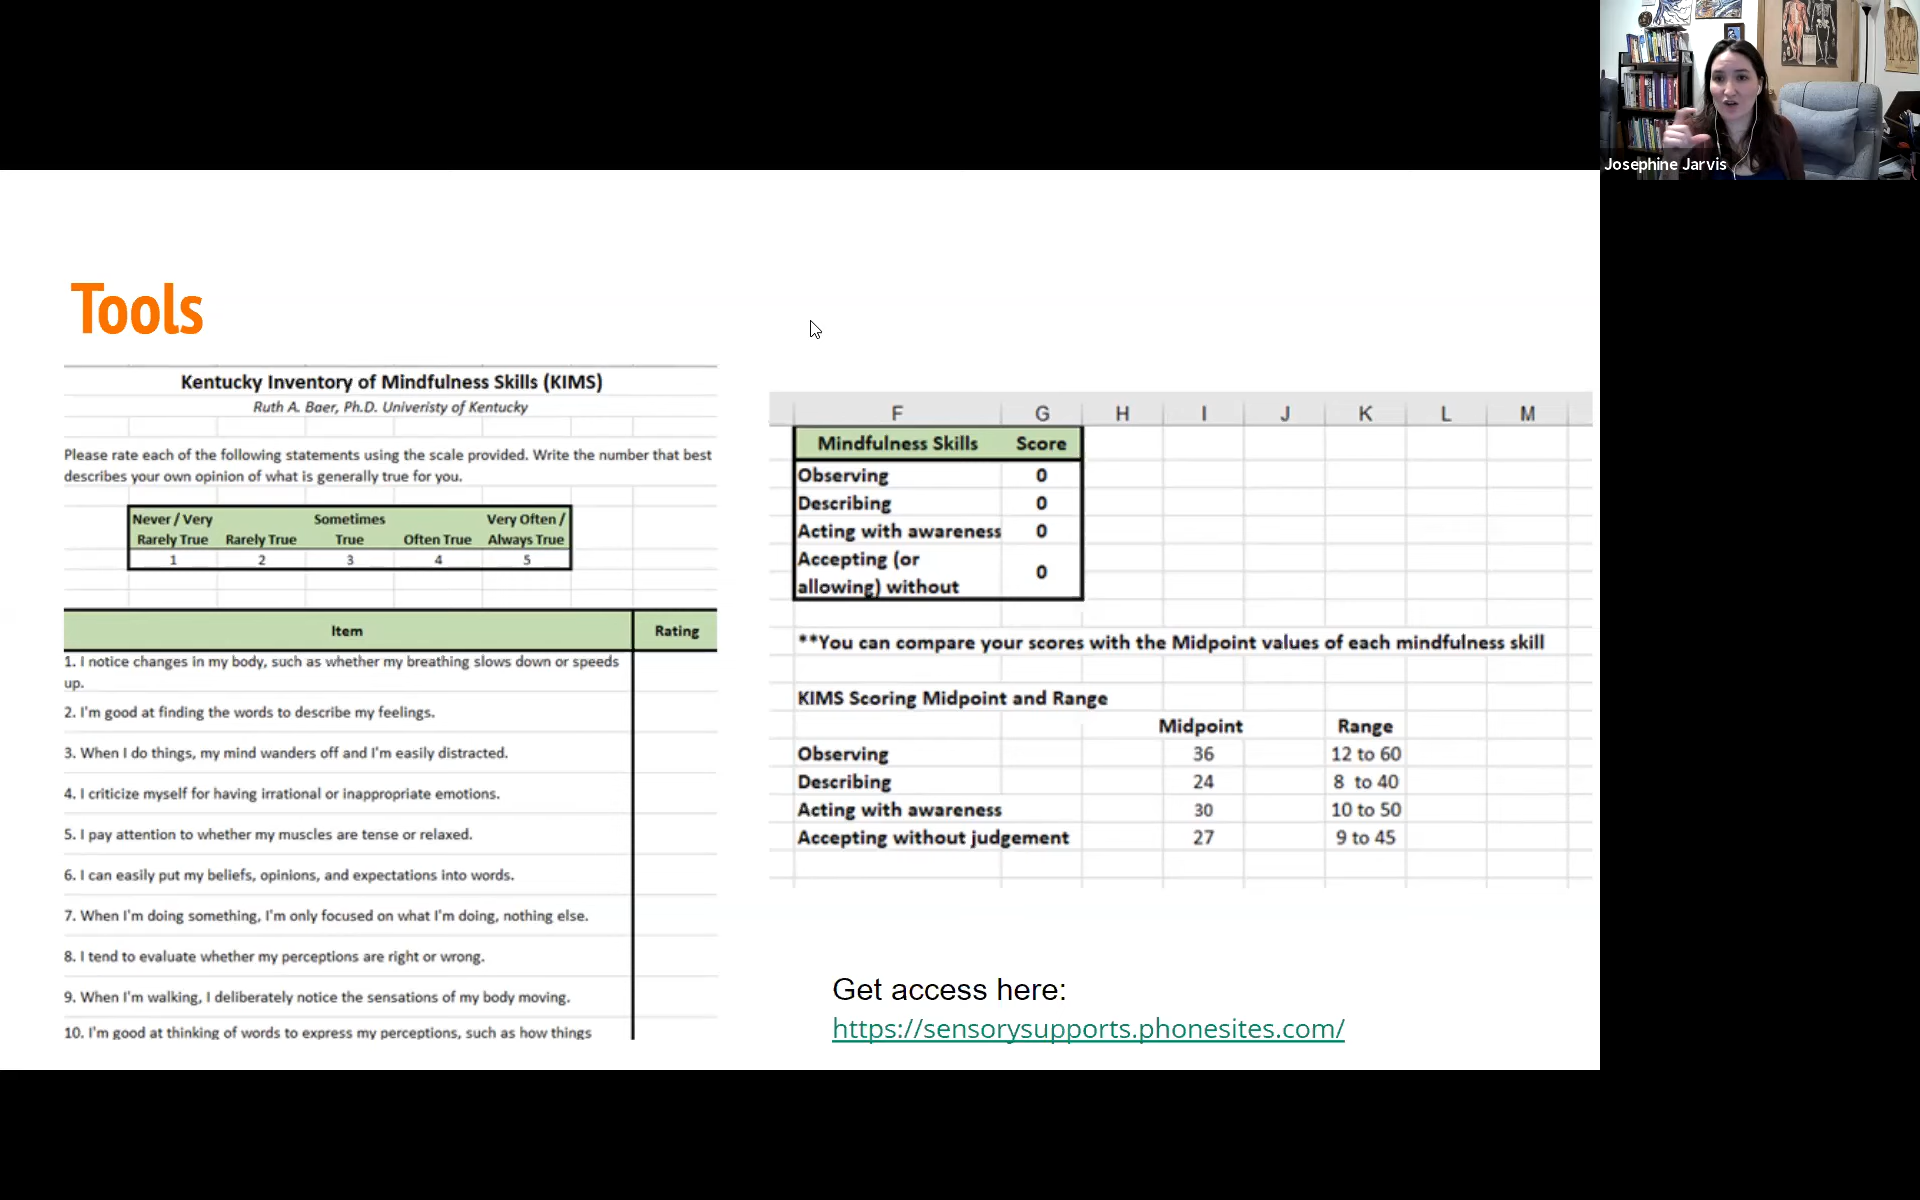 Josephine Jarvis
Tools
Kentucky Inventory of Mindfulness Skills (KIMS)
Ruth A. Baer, Ph.D. Univeristy of Kentucky
Please rate each of the following statements using the scale provided. Write the number that best
describes your own opinion of what is generally true for you.
Never / Very Sometimes Very Often /
Rarely True Rarely True True Often True Always True
1 2 3 4 5
Item Rating
1. I notice changes in my body, such as whether my breathing slows down or speeds
up.
2. I'm good at finding the words to describe my feelings.
3. When I do things, my mind wanders off and I'm easily distracted.
4. I criticize myself for having irrational or inappropriate emotions.
5. I pay attention to whether my muscles are tense or relaxed.
6. I can easily put my beliefs, opinions, and expectations into words.
7. When I'm doing something, I'm only focused on what I'm doing, nothing else.
8. I tend to evaluate whether my perceptions are right or wrong.
9. When I'm walking, I deliberately notice the sensations of my body moving.
10. I'm good at thinking of words to express my perceptions, such as how things
F G H I J K L M
Mindfulness Skills Score
Observing 0
Describing 0
Acting with awareness 0
Accepting (or
allowing) without 0
**You can compare your scores with the Midpoint values of each mindfulness skill
KIMS Scoring Midpoint and Range
Midpoint Range
Observing 36 12 to 60
Describing 24 8 to 40
Acting with awareness 30 10 to 50
Accepting without judgement 27 9 to 45
Get access here:
https://sensorysupports.phonesites.com/